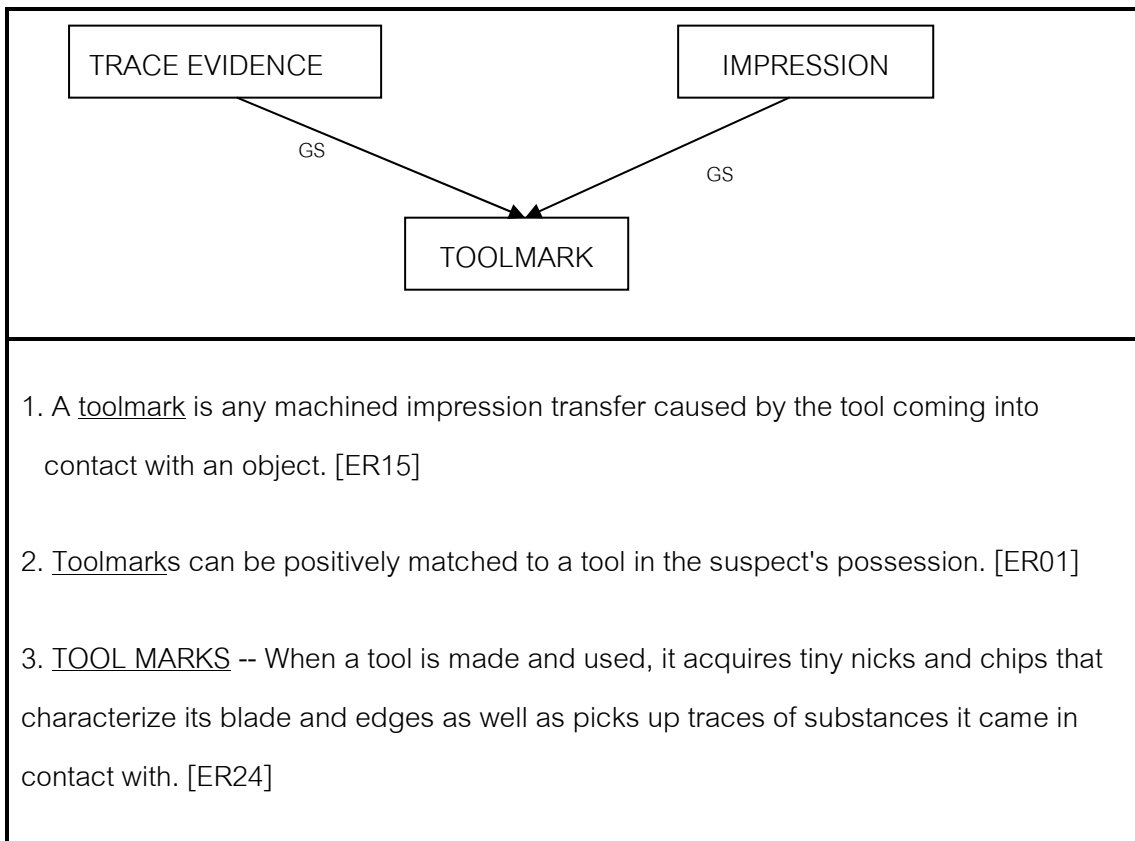 TRACE EVIDENCE
IMPRESSION
GS
GS
TOOLMARK
1. A toolmark is any machined impression transfer caused by the tool coming into
contact with an object. [ER15]
2. Toolmarks can be positively matched to a tool in the suspect's possession. [ER01]
3. TOOL MARKS -- When a tool is made and used, it acquires tiny nicks and chips that
characterize its blade and edges as well as picks up traces of substances it came in
contact with. [ER24]